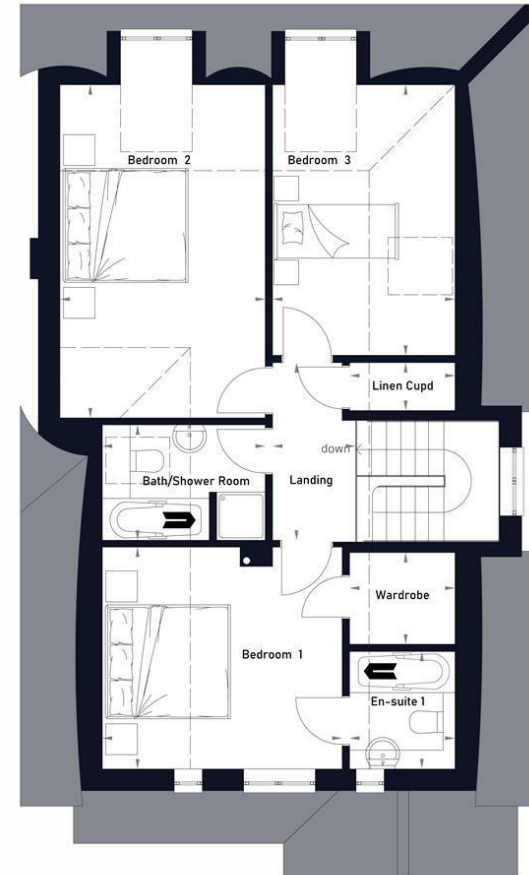 Bedroom 2
Bedroom 3
Linen Cupd
down
Landing
Bath/Shower Room
Wardrobe
Bedroom 1
En-suite 1